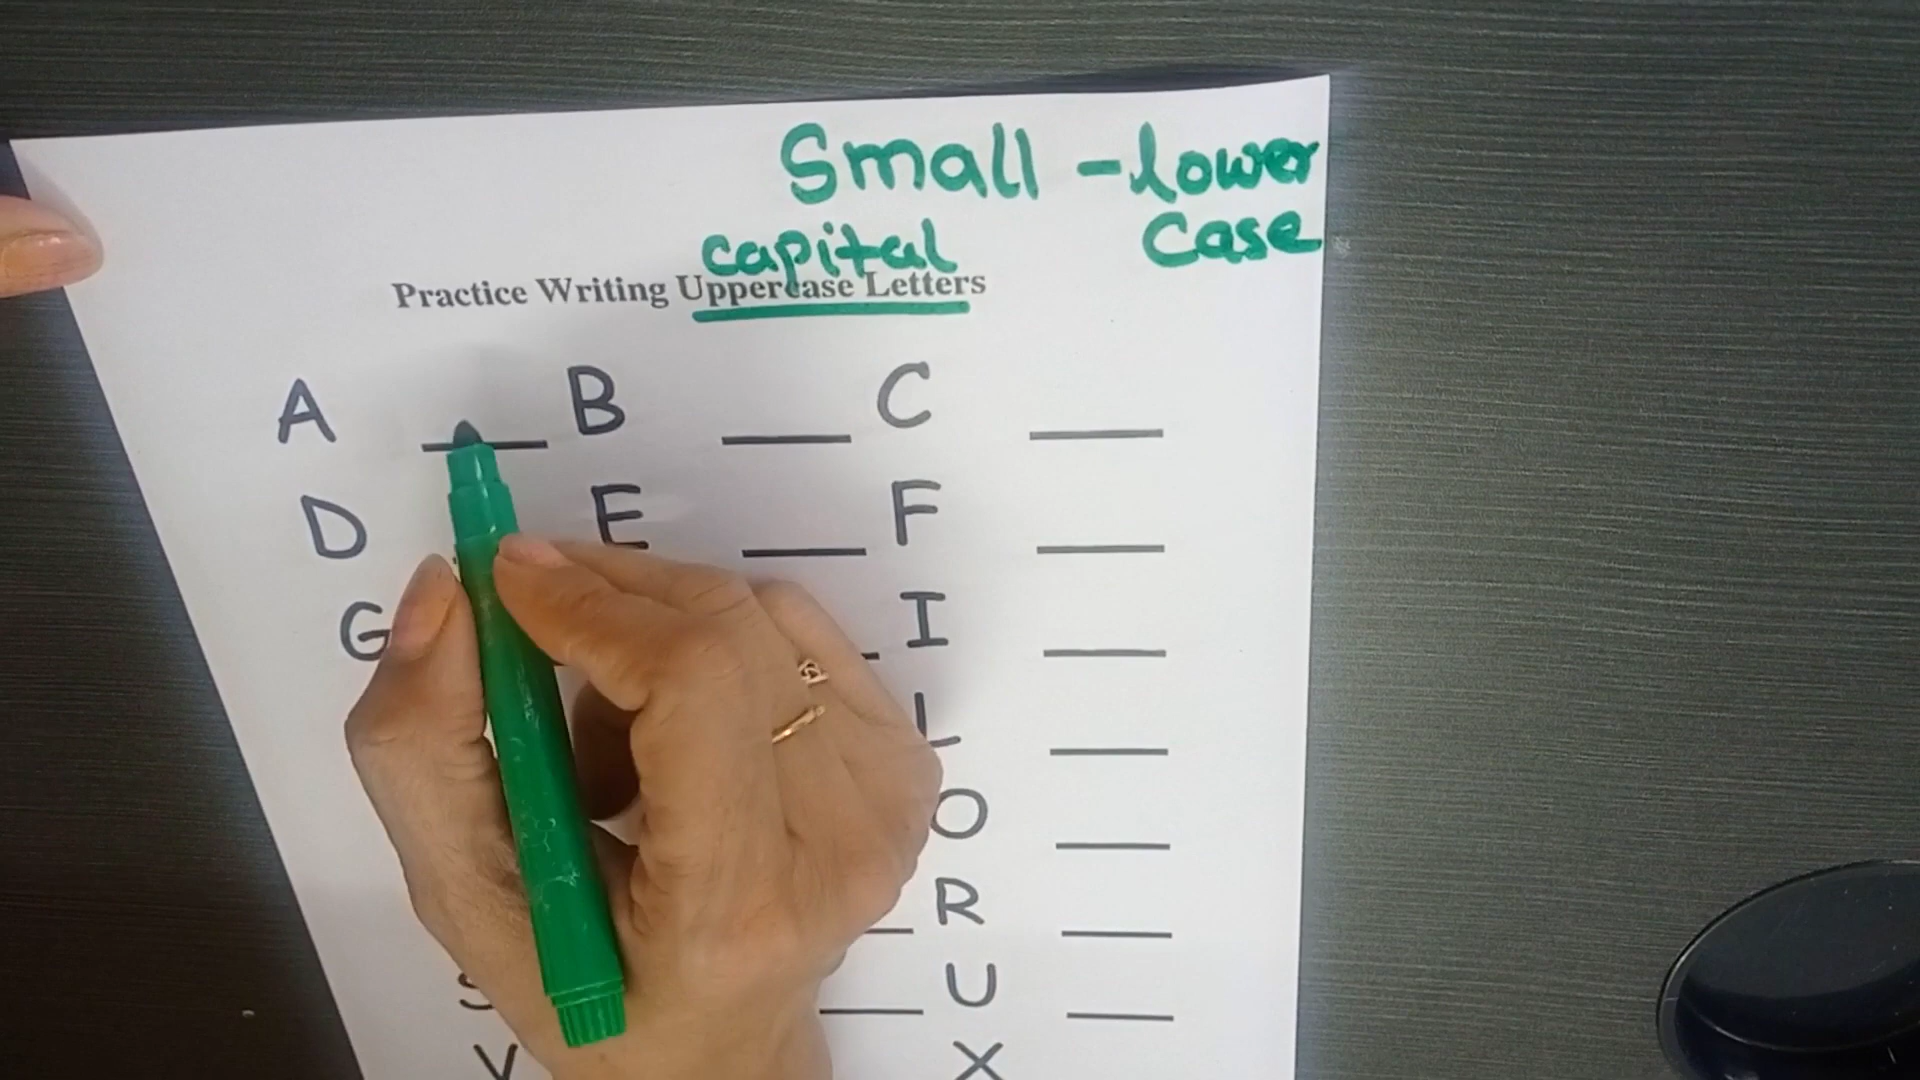 Small - lower
case
capital
Practice Writing Uppercase Letters
A B C
D E F
G I
L
O
R
S U
V X